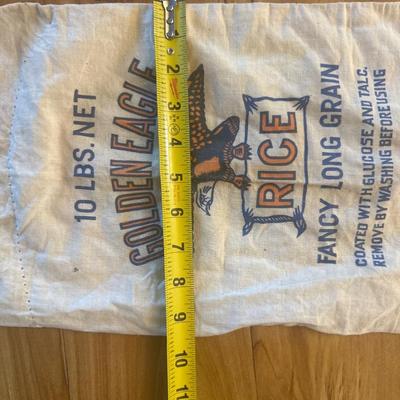 10 LBS. NET
GOLDEN EAGLE
RICE
FANCY LONG GRAIN
COATED WITH GLUCOSE AND TALC.
REMOVE BY WASHING BEFORE USING
2
3
4
5
6
7
8
9
10
11